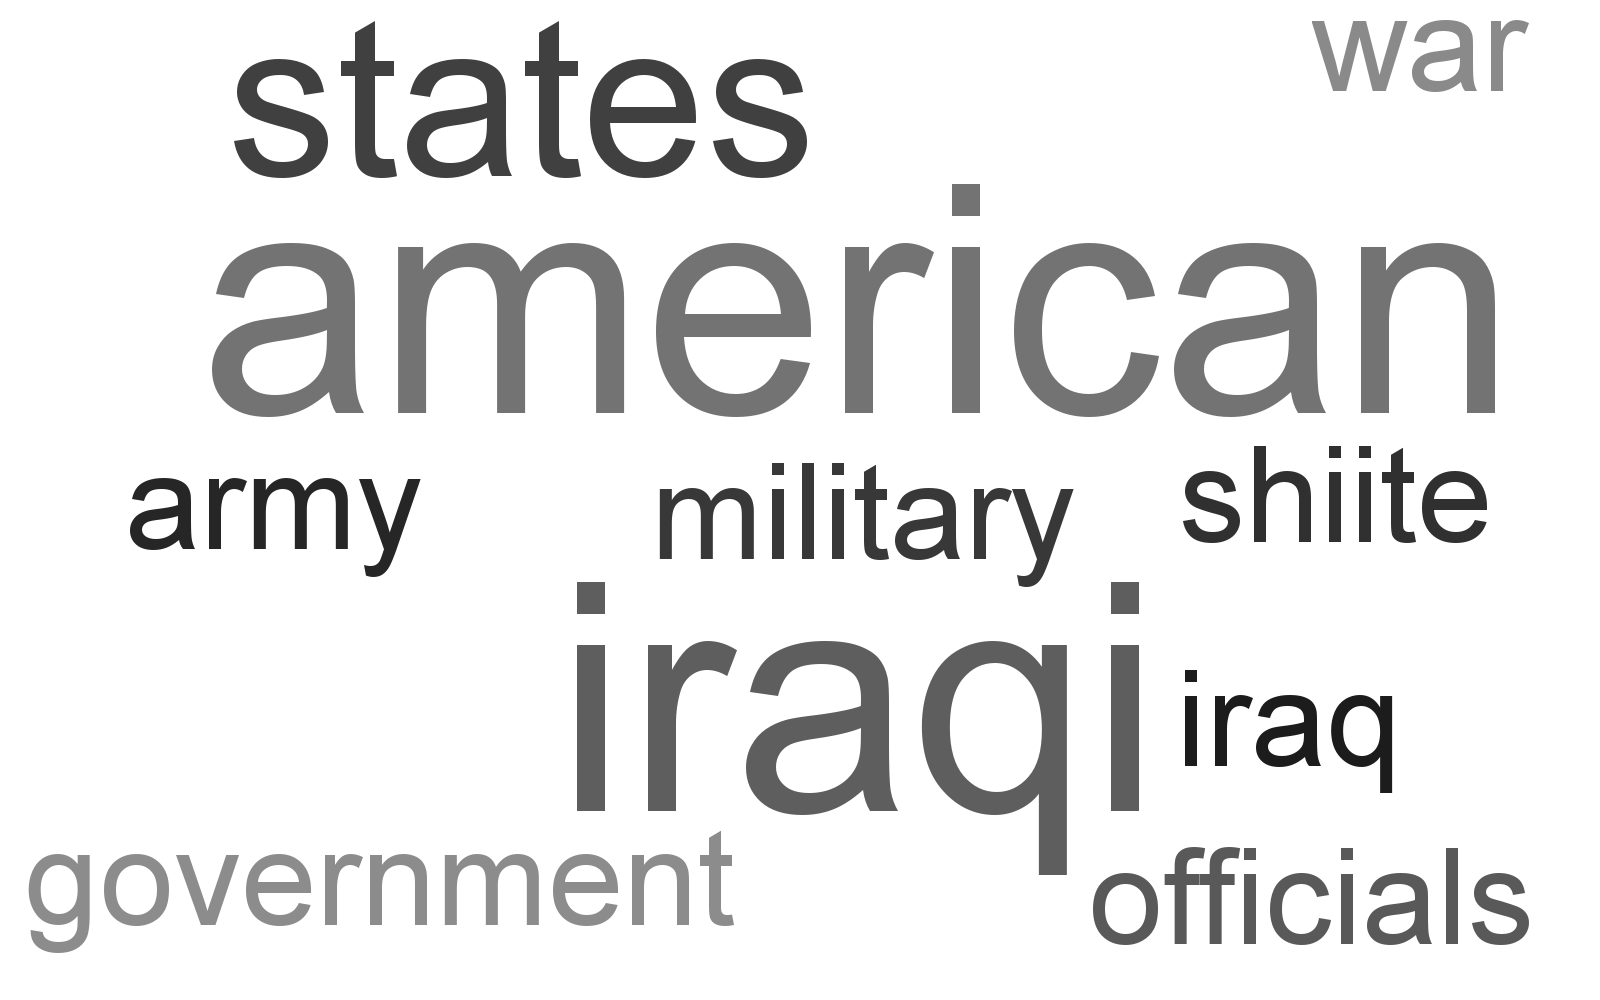 states war
american
army military shiite
iraqi iraq
government officials